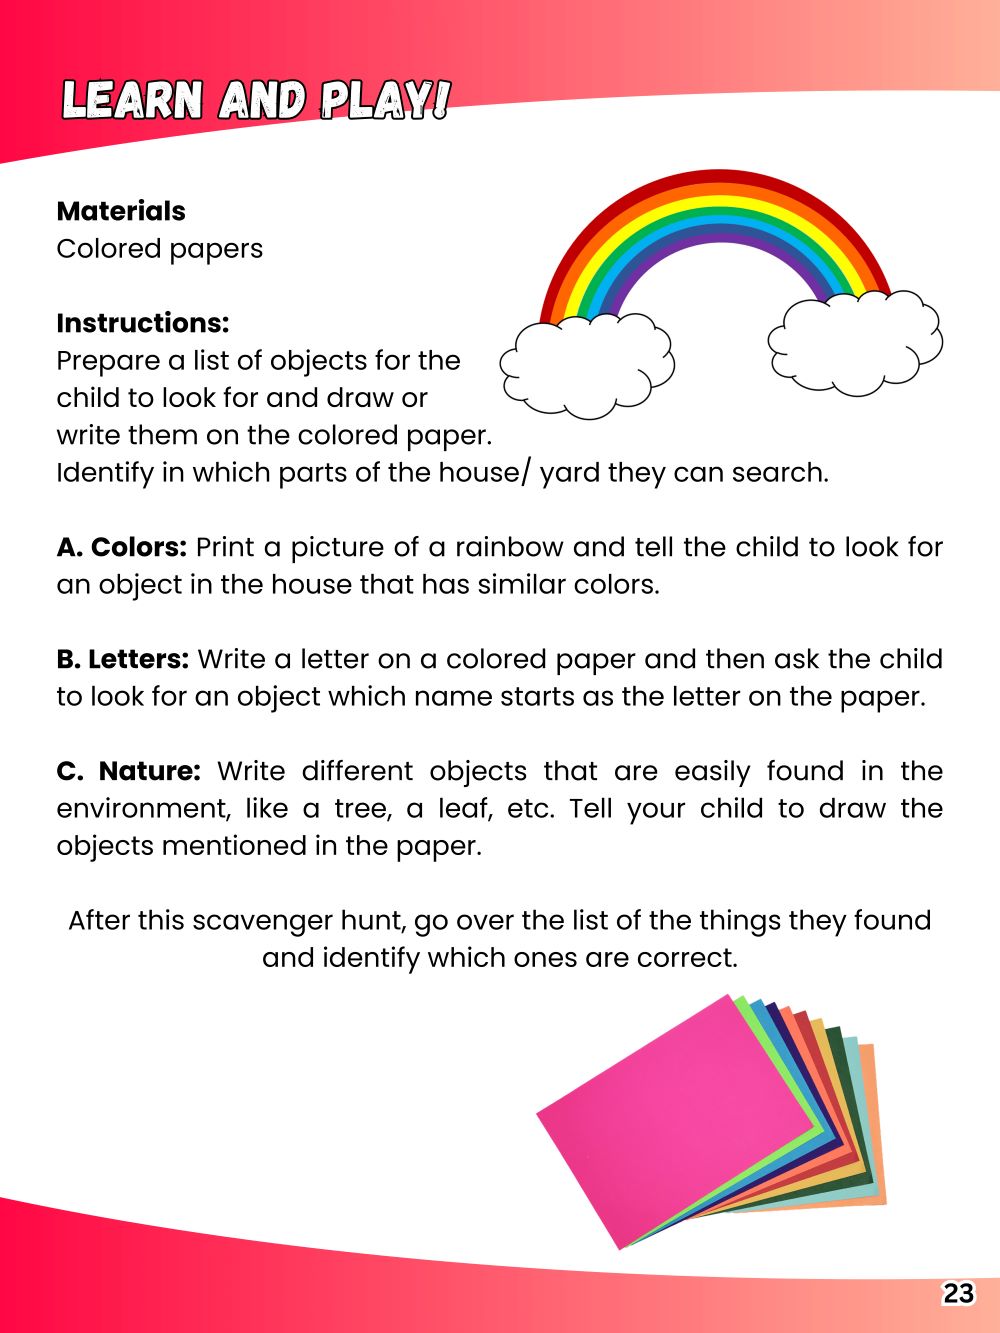 LEARN AND PLAY!
Materials
Colored papers
Instructions:
Prepare a list of objects for the
child to look for and draw or
write them on the colored paper.
Identify in which parts of the house/ yard they can search.
A. Colors: Print a picture of a rainbow and tell the child to look for
an object in the house that has similar colors.
B. Letters: Write a letter on a colored paper and then ask the child
to look for an object which name starts as the letter on the paper.
C. Nature: Write different objects that are easily found in the
environment, like a tree, a leaf, etc. Tell your child to draw the
objects mentioned in the paper.
After this scavenger hunt, go over the list of the things they found
and identify which ones are correct.
23